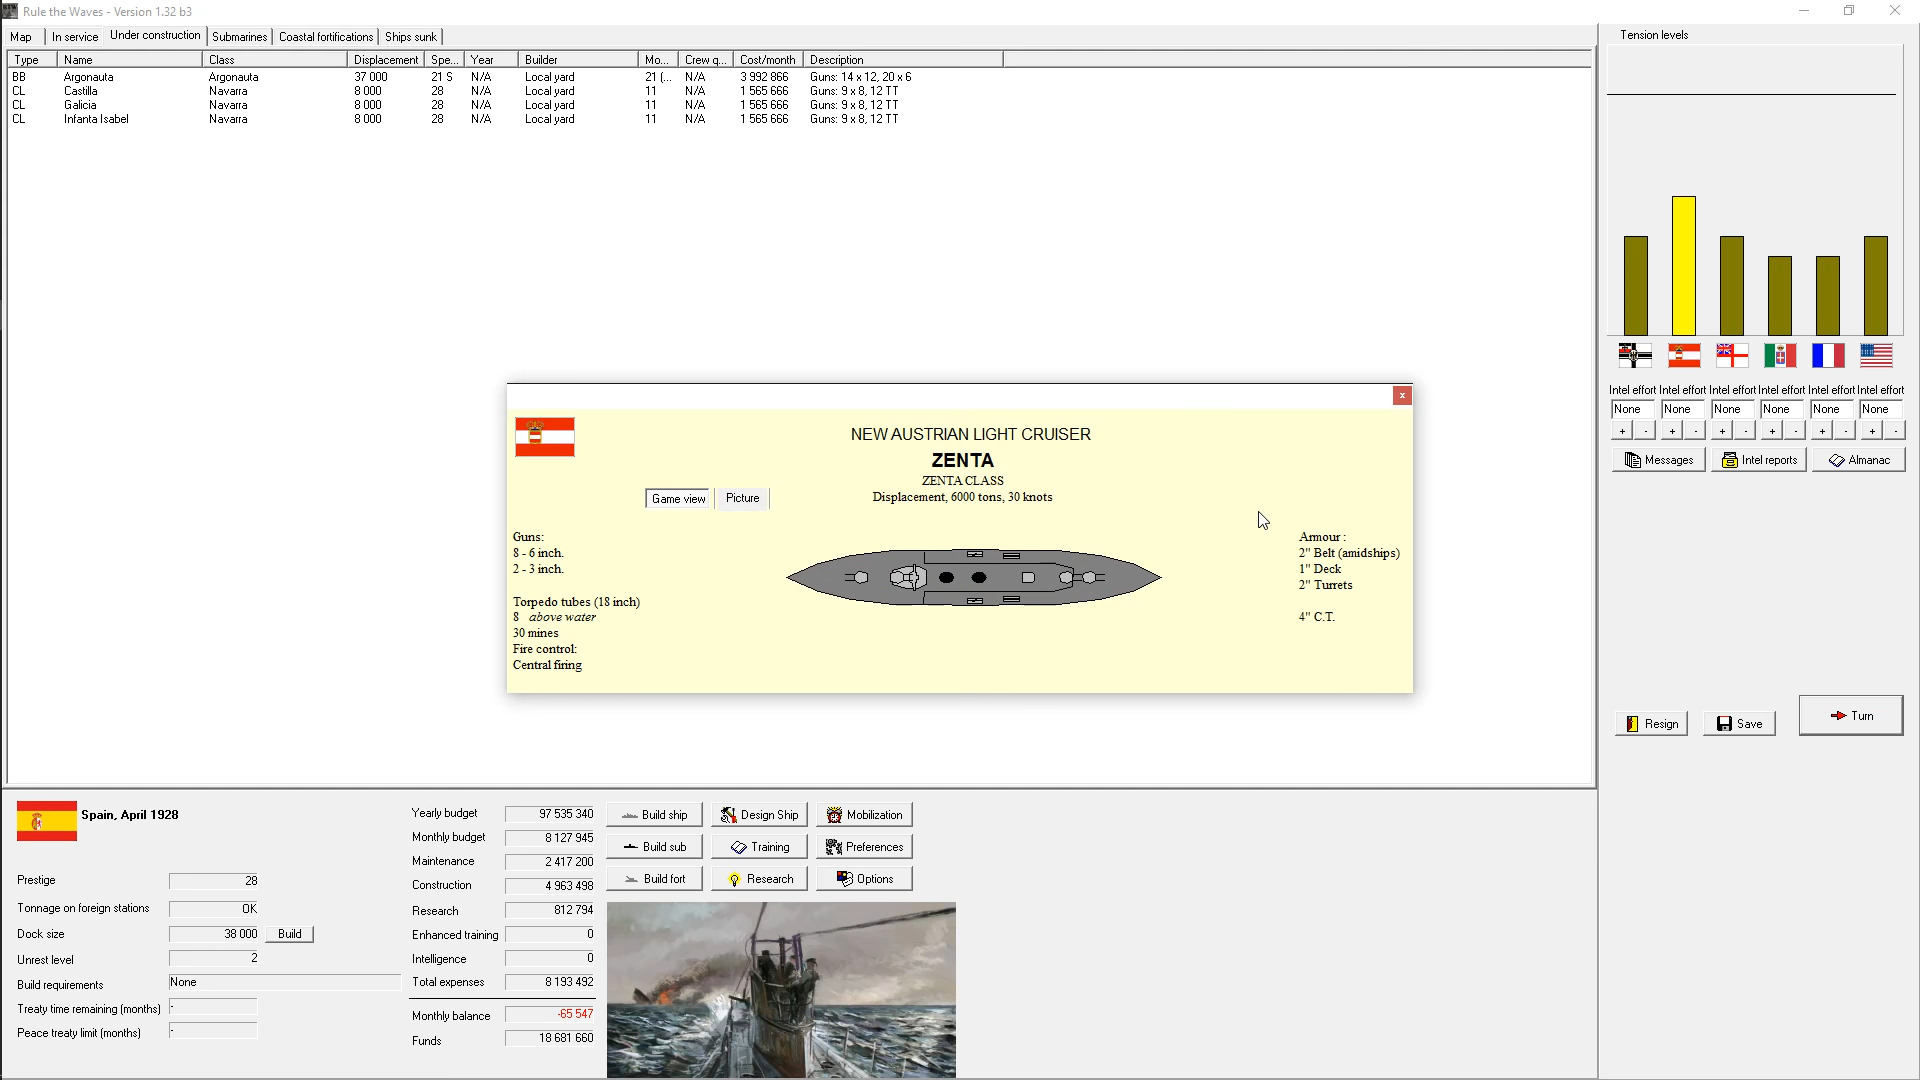 Rule the Waves - Version 1.32 b3
Map In service Under construction Submarines Coastal fortifications Ships sunk
Type Name Class Displacement Spe... Year Builder Mo... Crew q... Cost/month Description
BB Argonauta Argonauta 37 000 21 S N/A Local yard 21 (... N/A 3 992 866 Guns: 14 x 12, 20 x 6
CL Castilla Navarra 8 000 28 N/A Local yard 11 N/A 1 565 666 Guns: 9 x 8, 12 TT
CL Galicia Navarra 8 000 28 N/A Local yard 11 N/A 1 565 666 Guns: 9 x 8, 12 TT
CL Infanta Isabel Navarra 8 000 28 N/A Local yard 11 N/A 1 565 666 Guns: 9 x 8, 12 TT
Tension levels
Intel effort Intel effort Intel effort Intel effort Intel effort Intel effort
None None None None None None
+ - + - + - + - + - + -
Messages Intel reports Almanac
Resign Save Turn
x
NEW AUSTRIAN LIGHT CRUISER
ZENTA
ZENTA CLASS
Displacement, 6000 tons, 30 knots
Game view Picture
Guns:
8 - 6 inch.
2 - 3 inch.
Torpedo tubes (18 inch)
8 above water
30 mines
Fire control:
Central firing
Armour :
2" Belt (amidships)
1" Deck
2" Turrets
4" C.T.
Spain, April 1928
Prestige 28
Tonnage on foreign stations OK
Dock size 38 000 Build
Unrest level 2
Build requirements None
Treaty time remaining (months) -
Peace treaty limit (months) -
Yearly budget 97 535 340
Monthly budget 8 127 945
Maintenance 2 417 200
Construction 4 963 498
Research 812 794
Enhanced training 0
Intelligence 0
Total expenses 8 193 492
Monthly balance -65 547
Funds 18 681 660
Build ship Design Ship Mobilization
Build sub Training Preferences
Build fort Research Options